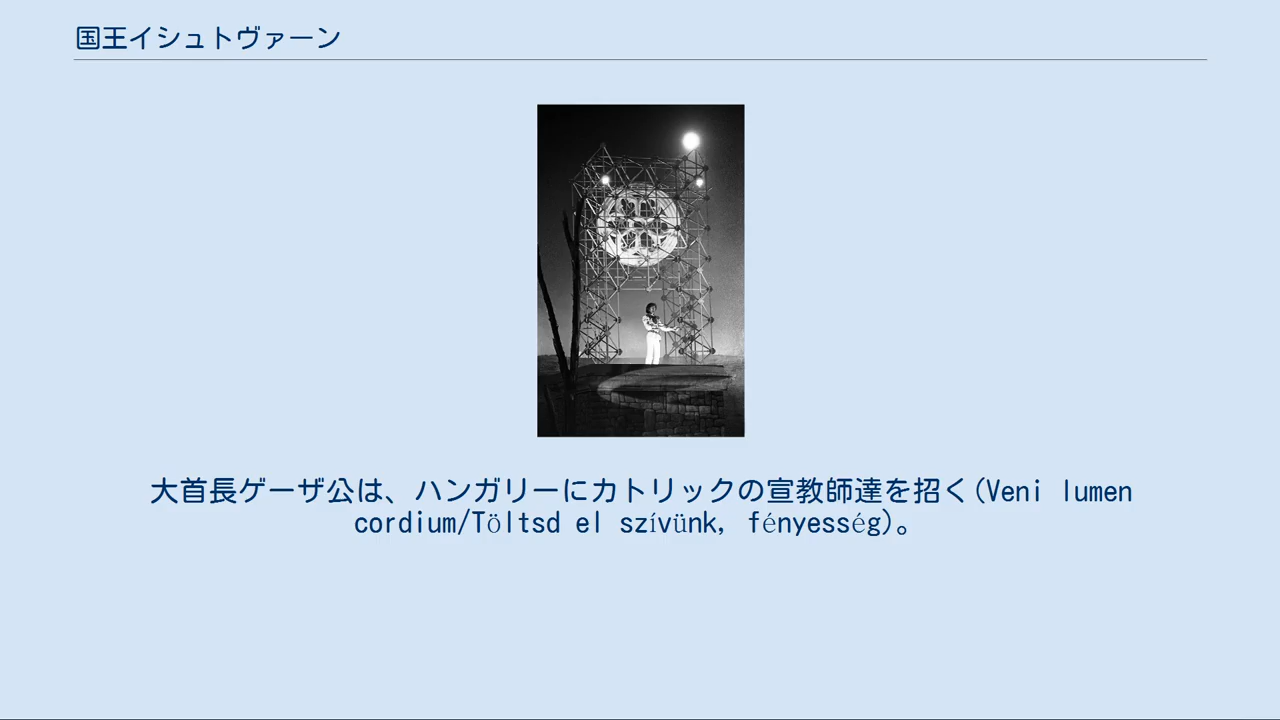 国王イシュトヴァーン
大首長ゲーザ公は、ハンガリーにカトリックの宣教師達を招く(Veni lumen
cordium/Töltsd el szívünk, fényesség)。